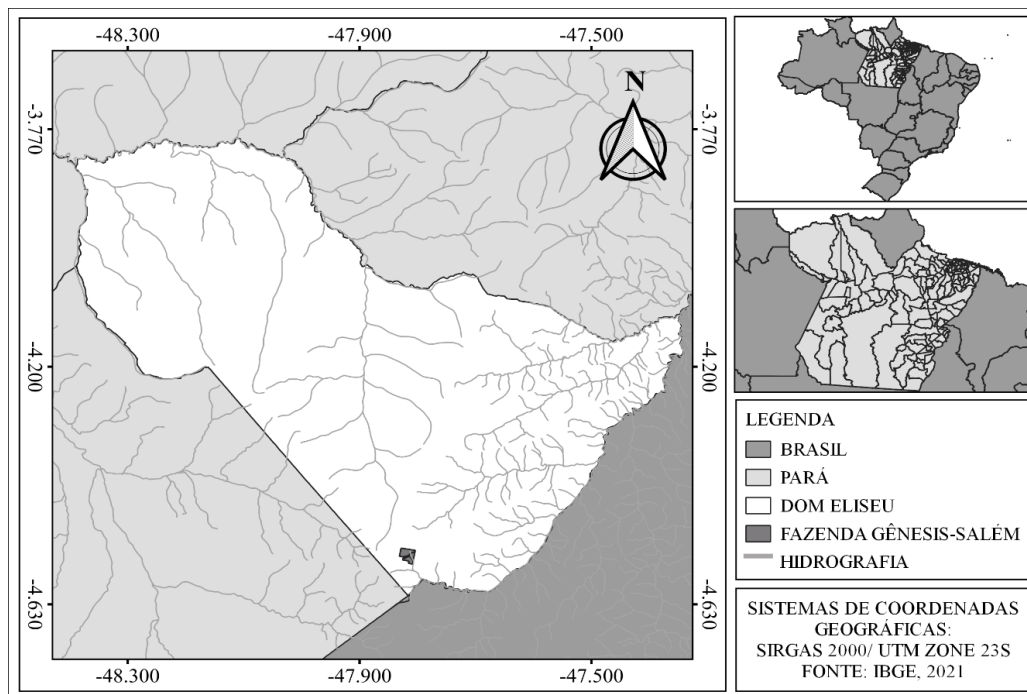 -48.300 -47.900 -47.500
N
-3.770 -3.770
-4.200 -4.200
-4.630 -4.630
-48.300 -47.900 -47.500
LEGENDA
BRASIL
PARÁ
DOM ELISEU
FAZENDA GÊNESIS-SALÉM
HIDROGRAFIA
SISTEMAS DE COORDENADAS
GEOGRÁFICAS:
SIRGAS 2000/ UTM ZONE 23S
FONTE: IBGE, 2021